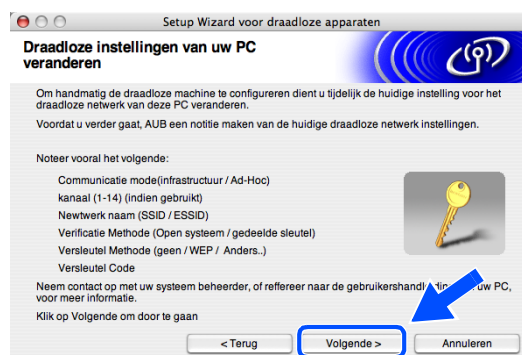 Setup Wizard voor draadloze apparaten
Draadloze instellingen van uw PC
veranderen
Om handmatig de draadloze machine te configureren dient u tijdelijk de huidige instelling voor het
draadloze netwerk van deze PC veranderen.
Voordat u verder gaat, AUB een notitie maken van de huidige draadloze netwerk instellingen.
Noteer vooral het volgende:
Communicatie mode(infrastuctuur / Ad-Hoc)
kanaal (1-14) (indien gebruikt)
Newtwerk naam (SSID / ESSID)
Verificatie Methode (Open systeem / gedeelde sleutel)
Versleutel Methode (geen / WEP / Anders..)
Versleutel Code
Neem contact op met uw systeem beheerder, of reffereer naar de uw PC,
voor meer informatie.
Klik op Volgende om door te gaan
< Terug
Volgende >
Annuleren